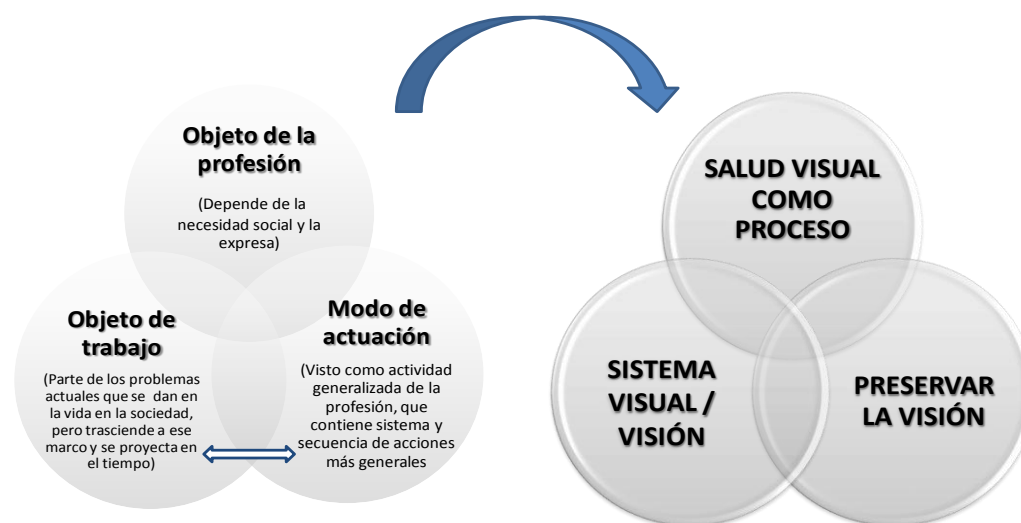 Objeto de la
profesión
(Depende de la
necesidad social y la
expresa)
Objeto de
trabajo
(Parte de los problemas
actuales que se dan en
la vida en la sociedad,
pero trasciende a ese
marco y se proyecta en
el tiempo)
Modo de
actuación
(Visto como actividad
generalizada de la
profesión, que
contiene sistema y
secuencia de acciones
más generales
SALUD VISUAL
COMO
PROCESO
SISTEMA
VISUAL /
VISIÓN
PRESERVAR
LA VISIÓN